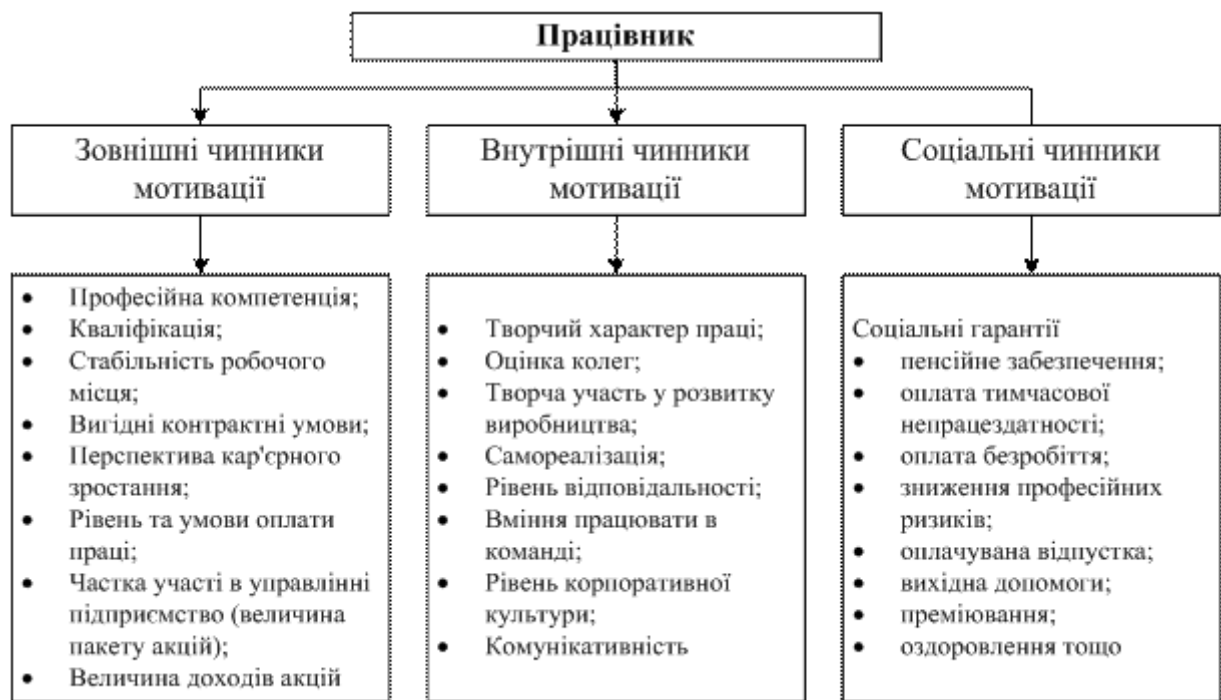 Працівник
Зовнішні чинники
мотивації
Внутрішні чинники
мотивації
Соціальні чинники
мотивації
• Професійна компетенція;
• Кваліфікація;
• Стабільність робочого
місця;
• Вигідні контрактні умови;
• Перспектива кар'єрного
зростання;
• Рівень та умови оплати
праці;
• Частка участі в управлінні
підприємство (величина
пакету акцій);
• Величина доходів акцій
• Творчий характер праці;
• Оцінка колег;
• Творча участь у розвитку
виробництва;
• Самореалізація;
• Рівень відповідальності;
• Вміння працювати в
команді;
• Рівень корпоративної
культури;
• Комунікативність
Соціальні гарантії
• пенсійне забезпечення;
• оплата тимчасової
непрацездатності;
• оплата безробіття;
• зниження професійних
ризиків;
• оплачувана відпустка;
• вихідна допомоги;
• преміювання;
• оздоровлення тощо